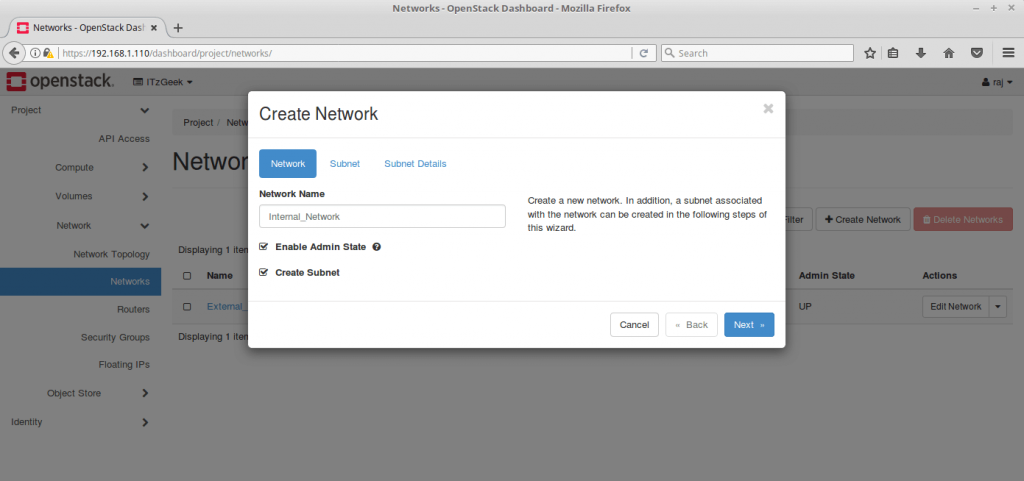 Networks - OpenStack Dashboard - Mozilla Firefox
Networks - OpenStack Dash
https://192.168.1.110/dashboard/project/networks/
Search
openstack.
ITzGeek
raj
Project
API Access
Compute
Volumes
Network
Network Topology
Networks
Routers
Security Groups
Floating IPs
Object Store
Identity
Project / Netw
Networ
Filter
+ Create Network
Delete Networks
Displaying 1 item
Name
Admin State
Actions
External_
UP
Edit Network
Displaying 1 item
Create Network
×
Network
Subnet
Subnet Details
Network Name
Internal_Network
Enable Admin State
Create Subnet
Create a new network. In addition, a subnet associated
with the network can be created in the following steps of
this wizard.
Cancel
« Back
Next »